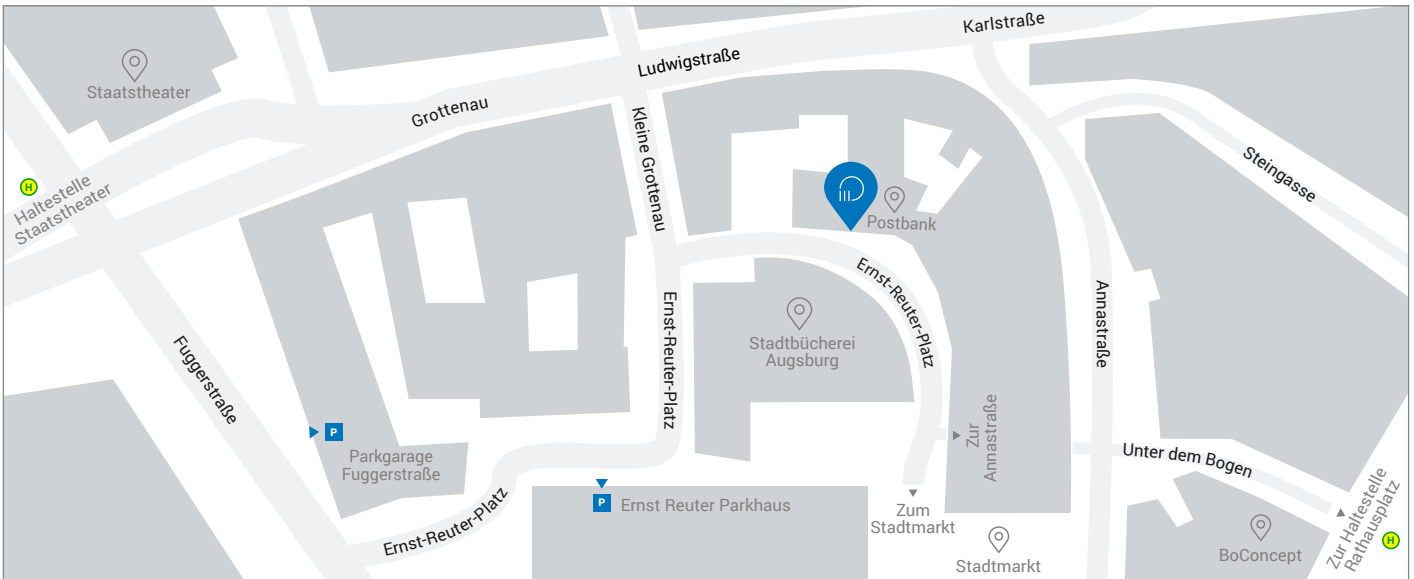 Karlstraße
Ludwigstraße
Staatstheater
Grottenau
Kleine Grottenau
Steingasse
H
Haltestelle
Staatstheater
Postbank
Ernst-Reuter-Platz
Annastraße
Ernst-Reuter-Platz
Stadtbücherei
Augsburg
Fuggerstraße
P
Parkgarage
Fuggerstraße
Zur
Annastraße
Unter dem Bogen
P
Ernst Reuter Parkhaus
Ernst-Reuter-Platz
Zum
Stadtmarkt
Stadtmarkt
BoConcept
Zur Haltestelle
Rathausplatz
H